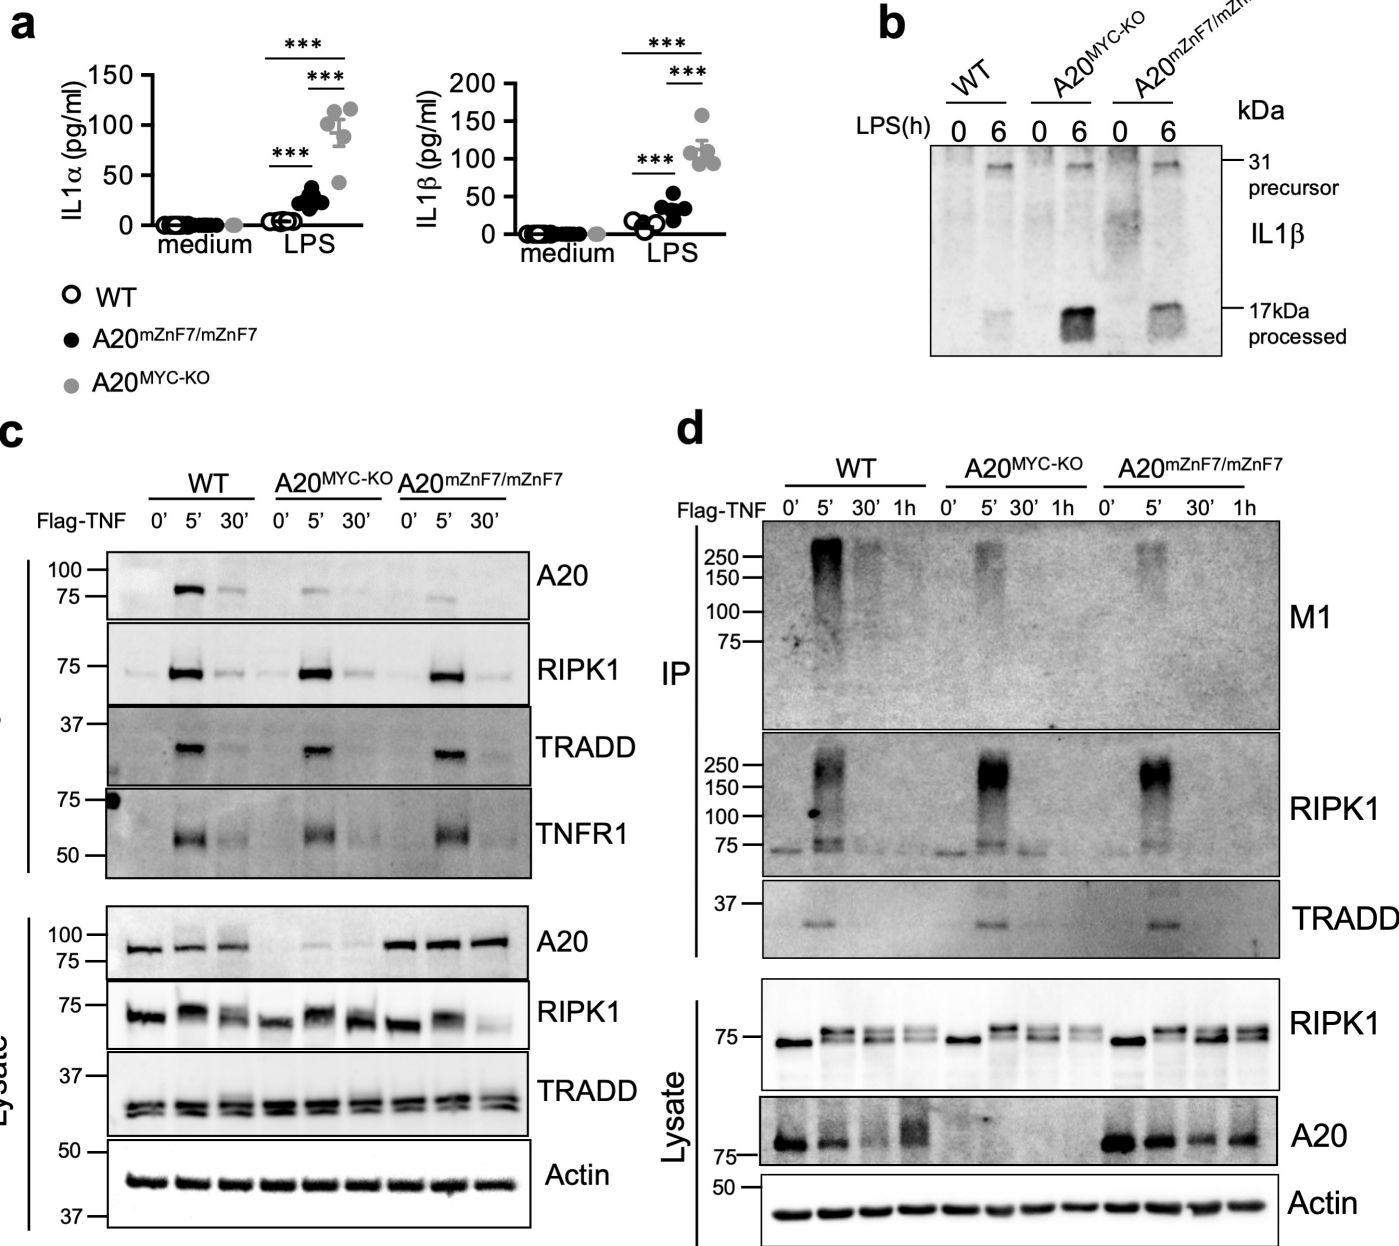 a
***
***
***
IL1α (pg/ml)
150
100
50
0
medium
LPS
***
***
***
IL1β (pg/ml)
200
150
100
50
0
medium
LPS
WT
A20mZnF7/mZnF7
A20MYC-KO
b
WT
A20MYC-KO
LPS(h)
0 6 0 6 0 6
kDa
31
precursor
IL1β
17kDa
processed
c
WT
A20MYC-KO
A20mZnF7/mZnF7
Flag-TNF 0' 5' 30' 0' 5' 30' 0' 5' 30'
100
75
A20
75
RIPK1
37
TRADD
75
50
TNFR1
100
75
A20
75
RIPK1
37
TRADD
50
37
Actin
d
WT
A20MYC-KO
A20mZnF7/mZnF7
Flag-TNF 0' 5' 30' 1h 0' 5' 30' 1h 0' 5' 30' 1h
IP
250
150
100
75
M1
250
150
100
75
RIPK1
37
TRADD
Lysate
75
RIPK1
75
A20
50
Actin